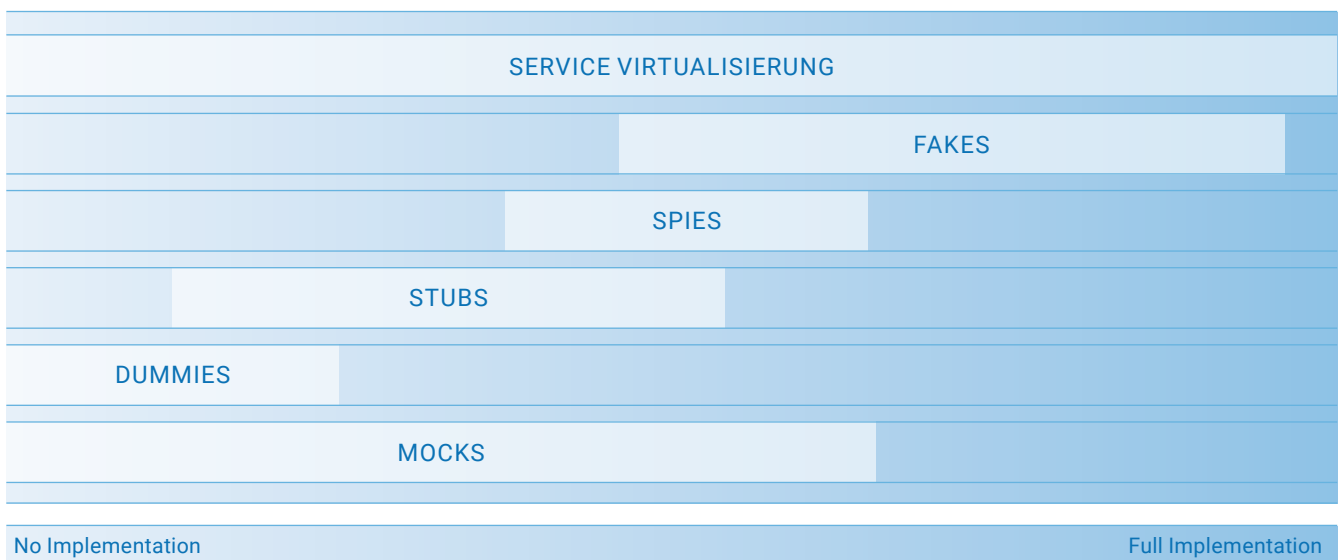 SERVICE VIRTUALISIERUNG
FAKES
SPIES
STUBS
DUMMIES
MOCKS
No Implementation
Full Implementation